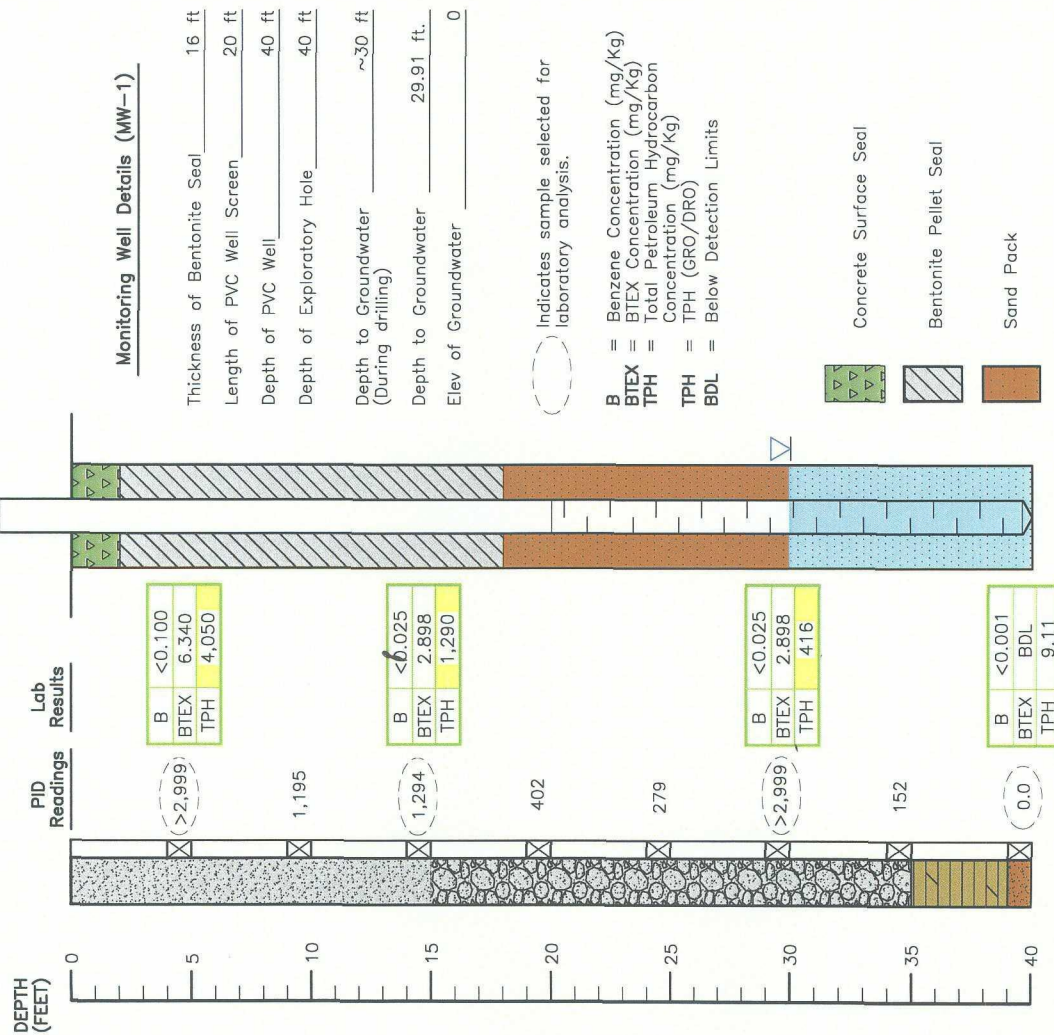 DEPTH
(FEET)
0
5
10
15
20
25
30
35
40
PID
Readings
>2,999
1,195
1,294
402
279
>2,999
152
0.0
Lab
Results
B <0.100
BTEX 6.340
TPH 4,050
B <0.025
BTEX 2.898
TPH 1,290
B <0.025
BTEX 2.898
TPH 416
B <0.001
BTEX BDL
TPH 9.11
Monitoring Well Details (MW-1)
Thickness of Bentonite Seal 16 ft
Length of PVC Well Screen 20 ft
Depth of PVC Well 40 ft
Depth of Exploratory Hole 40 ft
Depth to Groundwater ~30 ft
(During drilling)
Depth to Groundwater 29.91 ft.
Elev of Groundwater 0
Indicates sample selected for
laboratory analysis.
B = Benzene Concentration (mg/Kg)
BTEX = BTEX Concentration (mg/Kg)
TPH = Total Petroleum Hydrocarbon
Concentration (mg/Kg)
TPH = TPH (GRO/DRO)
BDL = Below Detection Limits
Concrete Surface Seal
Bentonite Pellet Seal
Sand Pack